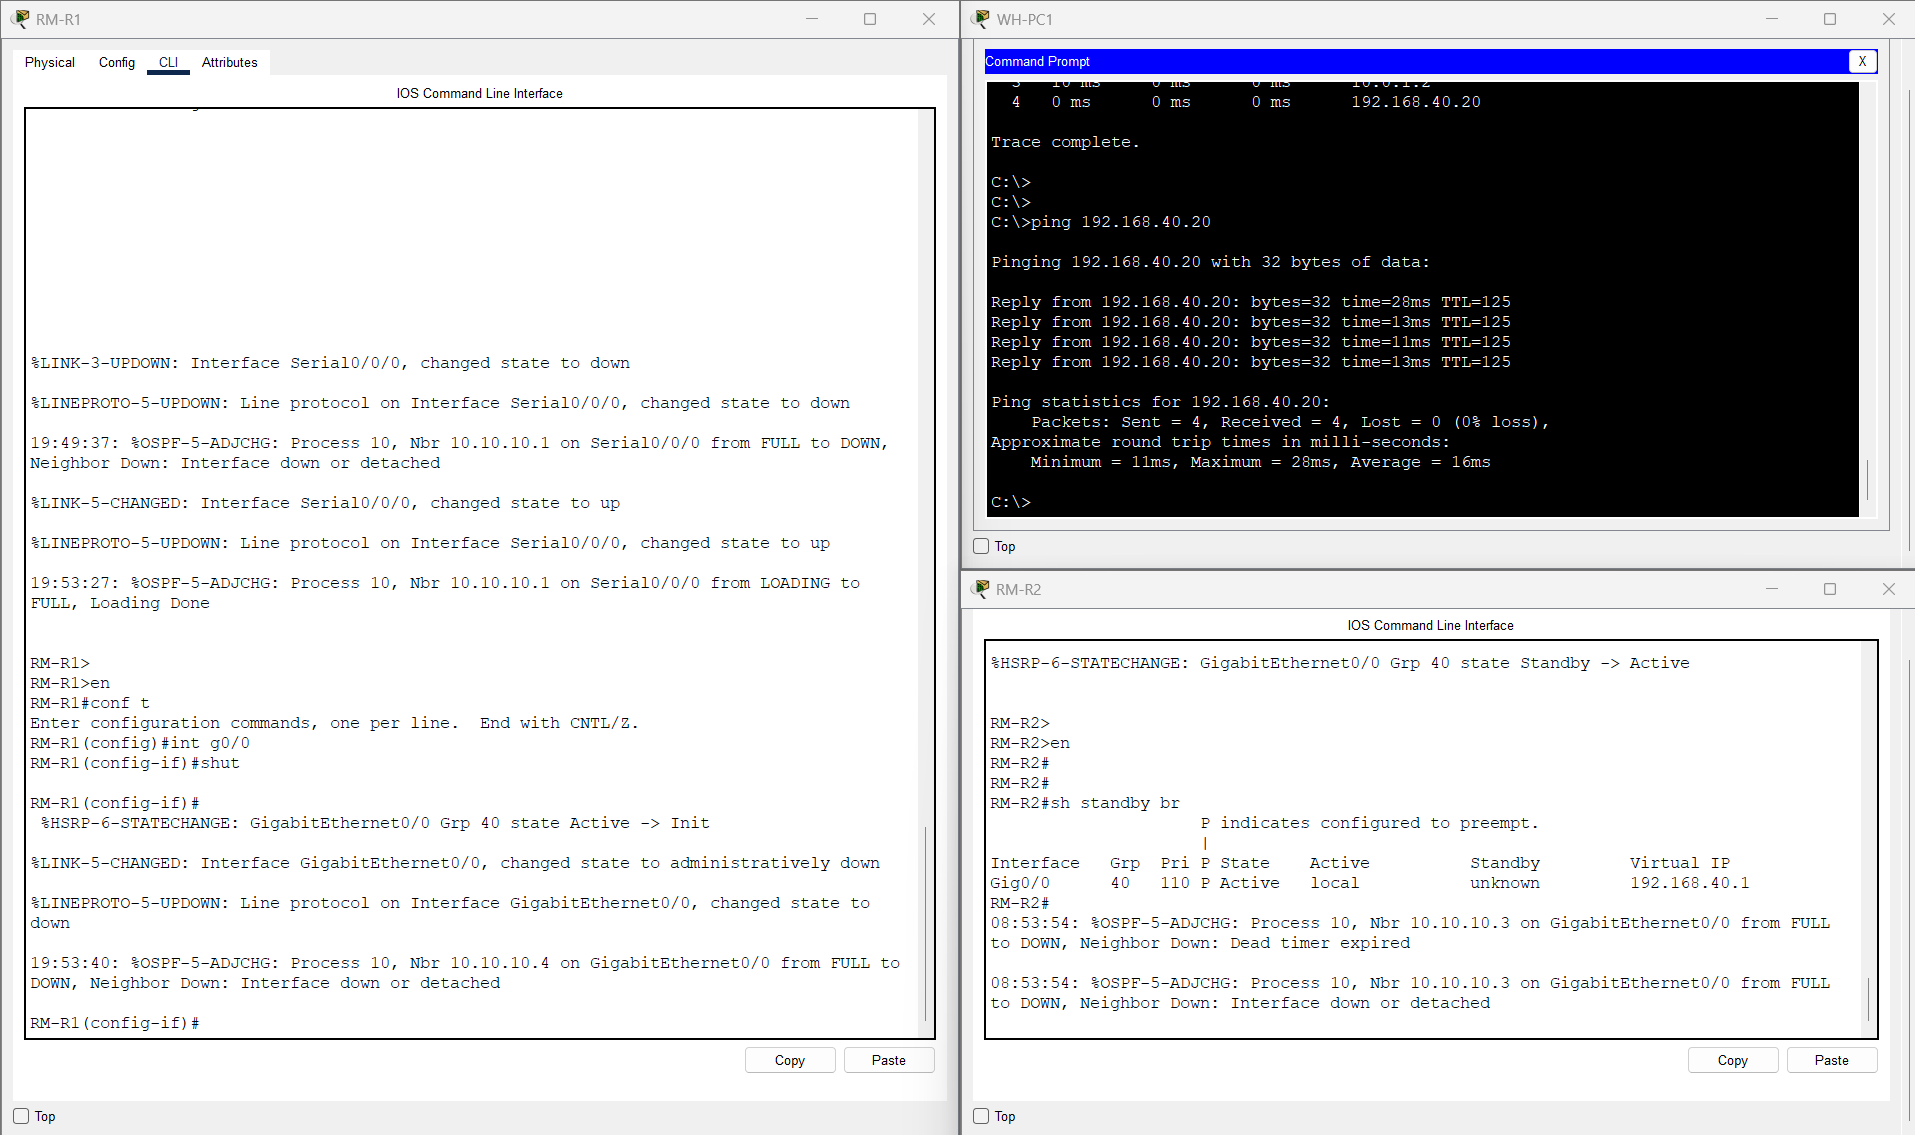 RM-R1
Physical Config CLI Attributes
IOS Command Line Interface
%LINK-3-UPDOWN: Interface Serial0/0/0, changed state to down
%LINEPROTO-5-UPDOWN: Line protocol on Interface Serial0/0/0, changed state to down
19:49:37: %OSPF-5-ADJCHG: Process 10, Nbr 10.10.10.1 on Serial0/0/0 from FULL to DOWN,
Neighbor Down: Interface down or detached
%LINK-5-CHANGED: Interface Serial0/0/0, changed state to up
%LINEPROTO-5-UPDOWN: Line protocol on Interface Serial0/0/0, changed state to up
19:53:27: %OSPF-5-ADJCHG: Process 10, Nbr 10.10.10.1 on Serial0/0/0 from LOADING to
FULL, Loading Done
RM-R1>
RM-R1>en
RM-R1#conf t
Enter configuration commands, one per line.  End with CNTL/Z.
RM-R1(config)#int g0/0
RM-R1(config-if)#shut
RM-R1(config-if)#
%HSRP-6-STATECHANGE: GigabitEthernet0/0 Grp 40 state Active -> Init
%LINK-5-CHANGED: Interface GigabitEthernet0/0, changed state to administratively down
%LINEPROTO-5-UPDOWN: Line protocol on Interface GigabitEthernet0/0, changed state to
down
19:53:40: %OSPF-5-ADJCHG: Process 10, Nbr 10.10.10.4 on GigabitEthernet0/0 from FULL to
DOWN, Neighbor Down: Interface down or detached
RM-R1(config-if)#
Copy Paste
Top
WH-PC1
Command Prompt X
3 10 ms 0 ms 0 ms 10.0.1.2
4 0 ms 0 ms 0 ms 192.168.40.20
Trace complete.
C:\>
C:\>
C:\>ping 192.168.40.20
Pinging 192.168.40.20 with 32 bytes of data:
Reply from 192.168.40.20: bytes=32 time=28ms TTL=125
Reply from 192.168.40.20: bytes=32 time=13ms TTL=125
Reply from 192.168.40.20: bytes=32 time=11ms TTL=125
Reply from 192.168.40.20: bytes=32 time=13ms TTL=125
Ping statistics for 192.168.40.20:
Packets: Sent = 4, Received = 4, Lost = 0 (0% loss),
Approximate round trip times in milli-seconds:
Minimum = 11ms, Maximum = 28ms, Average = 16ms
C:\>
Top
RM-R2
IOS Command Line Interface
%HSRP-6-STATECHANGE: GigabitEthernet0/0 Grp 40 state Standby -> Active
RM-R2>
RM-R2>en
RM-R2#
RM-R2#
RM-R2#sh standby br
P indicates configured to preempt.
|
Interface Grp Pri P State Active Standby Virtual IP
Gig0/0 40 110 P Active local unknown 192.168.40.1
RM-R2#
08:53:54: %OSPF-5-ADJCHG: Process 10, Nbr 10.10.10.3 on GigabitEthernet0/0 from FULL
to DOWN, Neighbor Down: Dead timer expired
08:53:54: %OSPF-5-ADJCHG: Process 10, Nbr 10.10.10.3 on GigabitEthernet0/0 from FULL
to DOWN, Neighbor Down: Interface down or detached
Copy Paste
Top